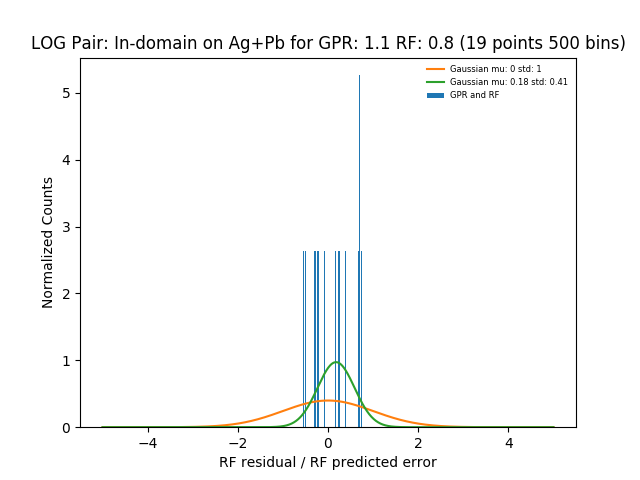 LOG Pair: In-domain on Ag+Pb for GPR: 1.1 RF: 0.8 (19 points 500 bins)
Gaussian mu: 0 std: 1
Gaussian mu: 0.18 std: 0.41
GPR and RF
Normalized Counts
5
4
3
2
1
0
−4
−2
0
2
4
RF residual / RF predicted error